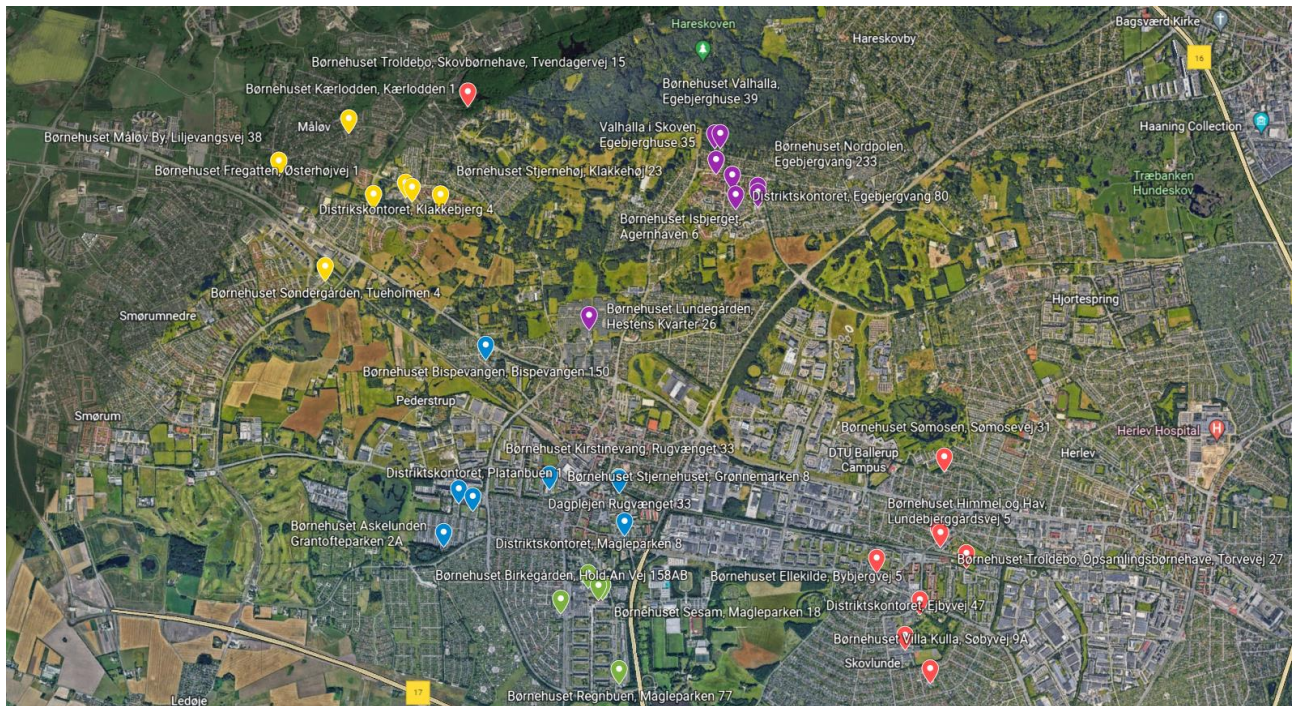 Hareskoven
Bagsværd Kirke
Hareskovby
16
Børnehuset Troldebo, Skovbørnehave, Tvendagervej 15
Børnehuset Kærlodden, Kærlodden 1
Børnehuset Valhalla,
Egebjerghuse 39
Måløv
Haaning Collection
Børnehuset Måløv By, Liljevangsvej 38
Valhalla i Skoven,
Egebjerghuse 35
Børnehuset Nordpolen,
Egebjergvang 233
Børnehuset Fregatten, Østerhøjvej 1
Børnehuset Stjernehøj, Klakkehøj 23
Træbanken
Hundeskov
Distriktskontoret, Egebjergvang 80
Distrikskontoret, Klakkebjerg 4
Børnehuset Isbjerget,
Agernhaven 6
Børnehuset Søndergården, Tueholmen 4
Hjortespring
Smørumnedre
Børnehuset Lundegården,
Hestens Kvarter 26
Børnehuset Bispevangen, Bispevangen 150
Pederstrup
Smørum
Børnehuset Sømosen, Sømosevej 31
Herlev Hospital
Børnehuset Kirstinevang, Rugvænget 33
DTU Ballerup
Campus
Herlev
Distriktskontoret, Platanbuen 1
Børnehuset Stjernehuset, Grønnemarken 8
Dagplejen Rugvænget 33
Børnehuset Himmel og Hav,
Lundebjerggårdsvej 5
Børnehuset Askelunden
Grantofteparken 2A
Distriktskontoret, Magleparken 8
Børnehuset Troldebo, Opsamlingsbørnehave, Torvevej 27
Børnehuset Birkegården, Hold-An Vej 158AB
Børnehuset Ellekilde, Bybjergvej 5
Børnehuset Sesam, Magleparken 18
Distriktskontoret, Ejbyvej 47
Børnehuset Villa Kulla, Søbyvej 9A
Skovlunde
17
Børnehuset Regnbuen, Magleparken 77
Ledøje